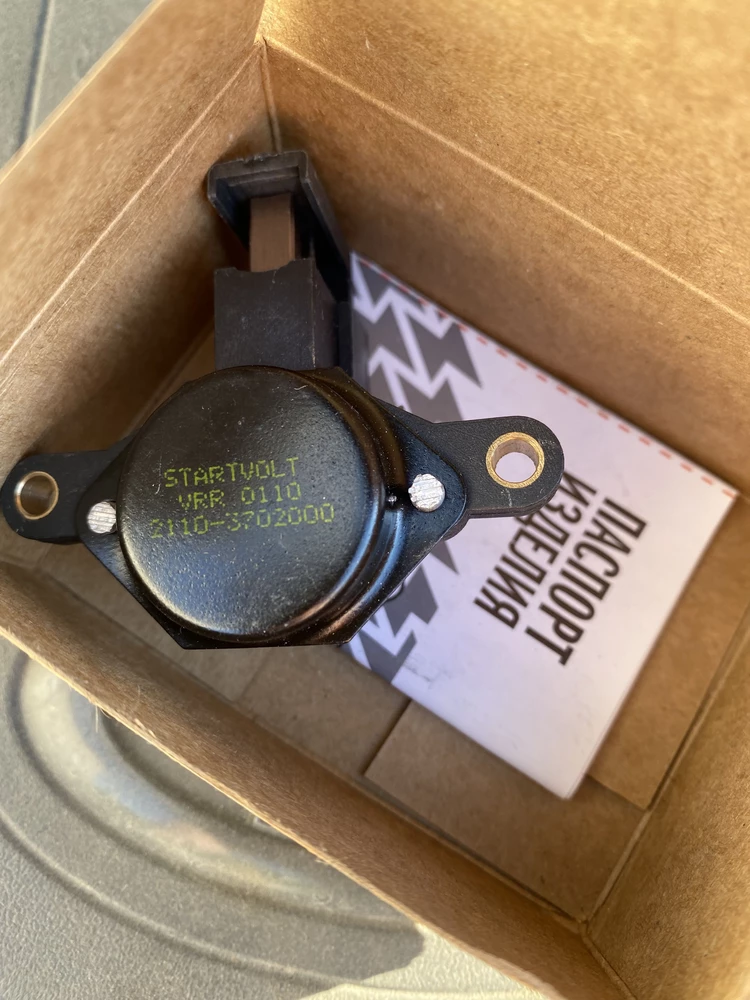 STARTVOLT
VRR 0110
2110-3702000
ПАСПОРТ
ИЗДЕЛИЯ